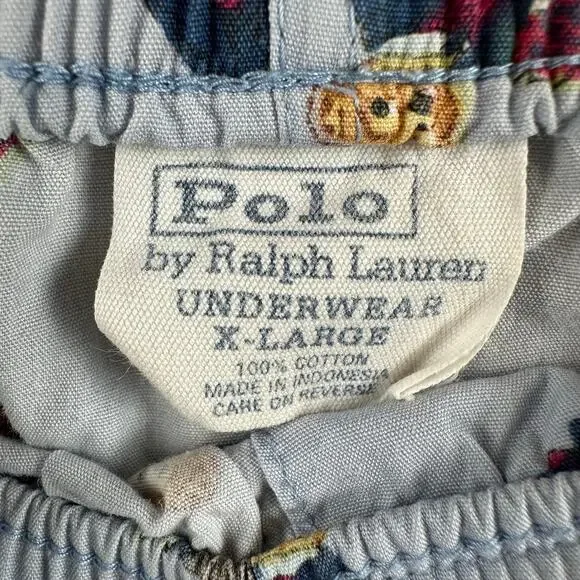 Polo
by Ralph Lauren
UNDERWEAR
X-LARGE
100% COTTON
MADE IN INDONESIA
CARE ON REVERSE